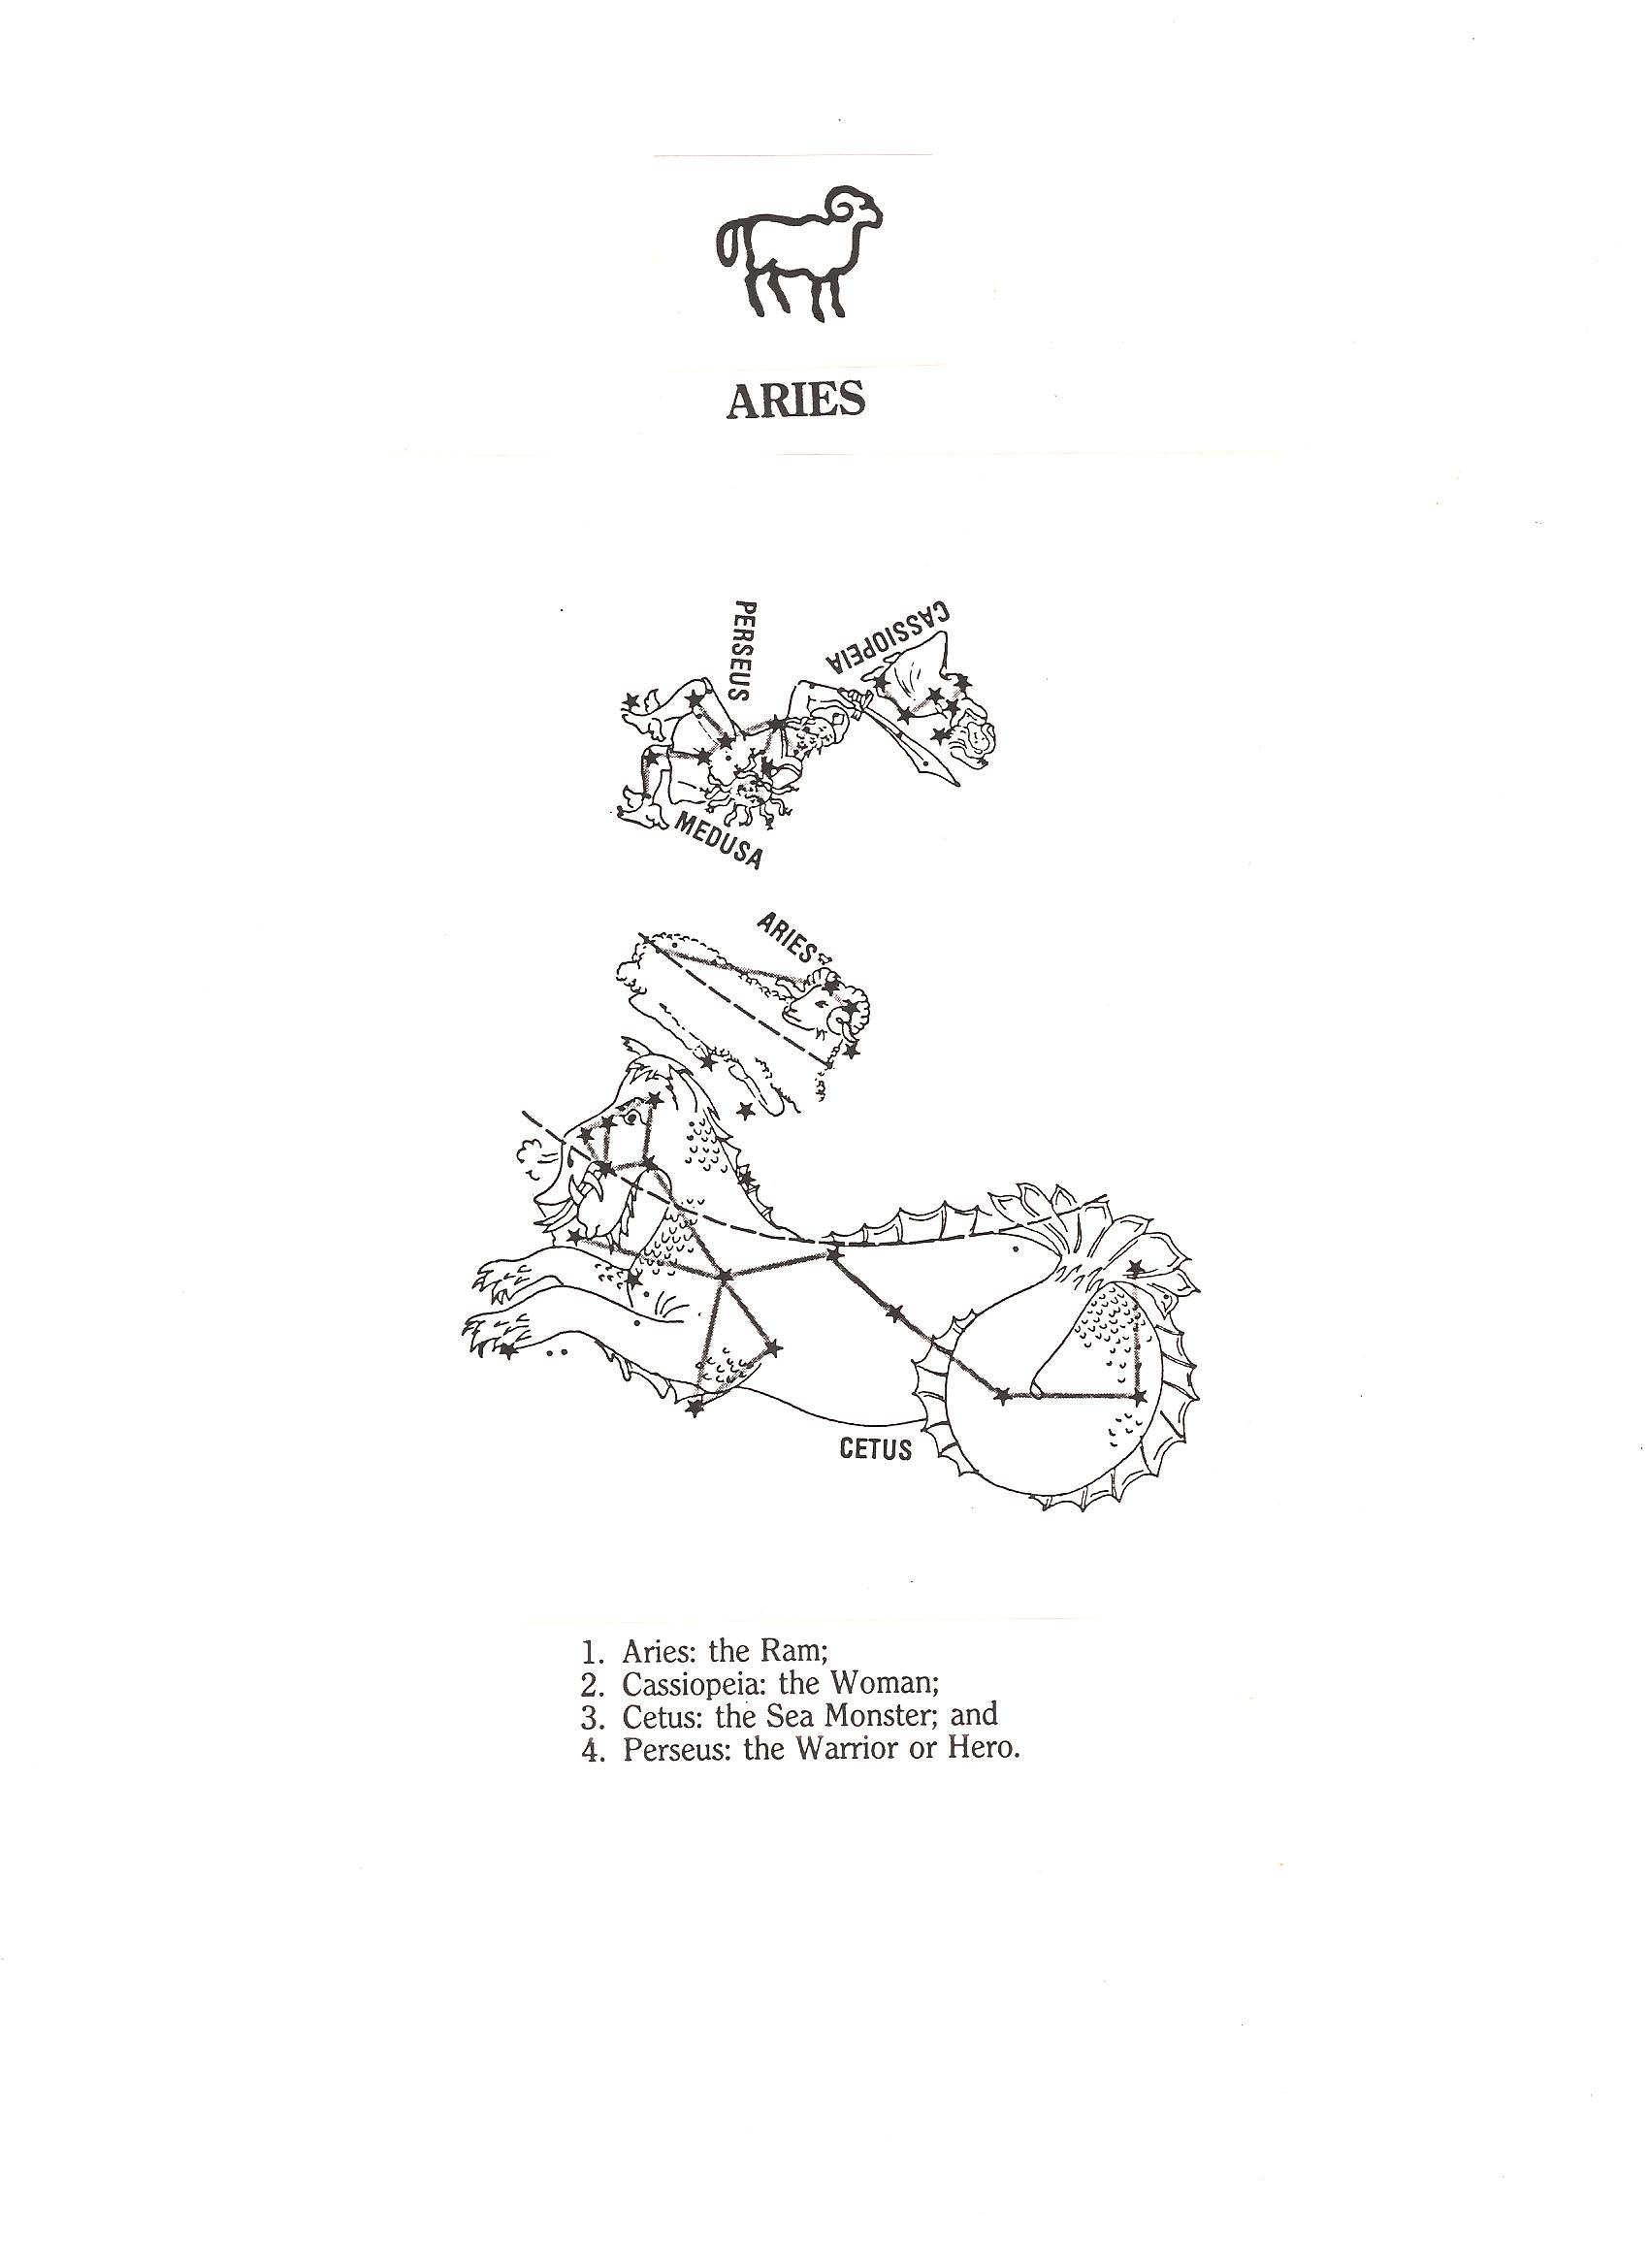 ARIES
PERSEUS
CASSIOPEIA
MEDUSA
ARIES
CETUS
1. Aries: the Ram;
2. Cassiopeia: the Woman;
3. Cetus: the Sea Monster; and
4. Perseus: the Warrior or Hero.